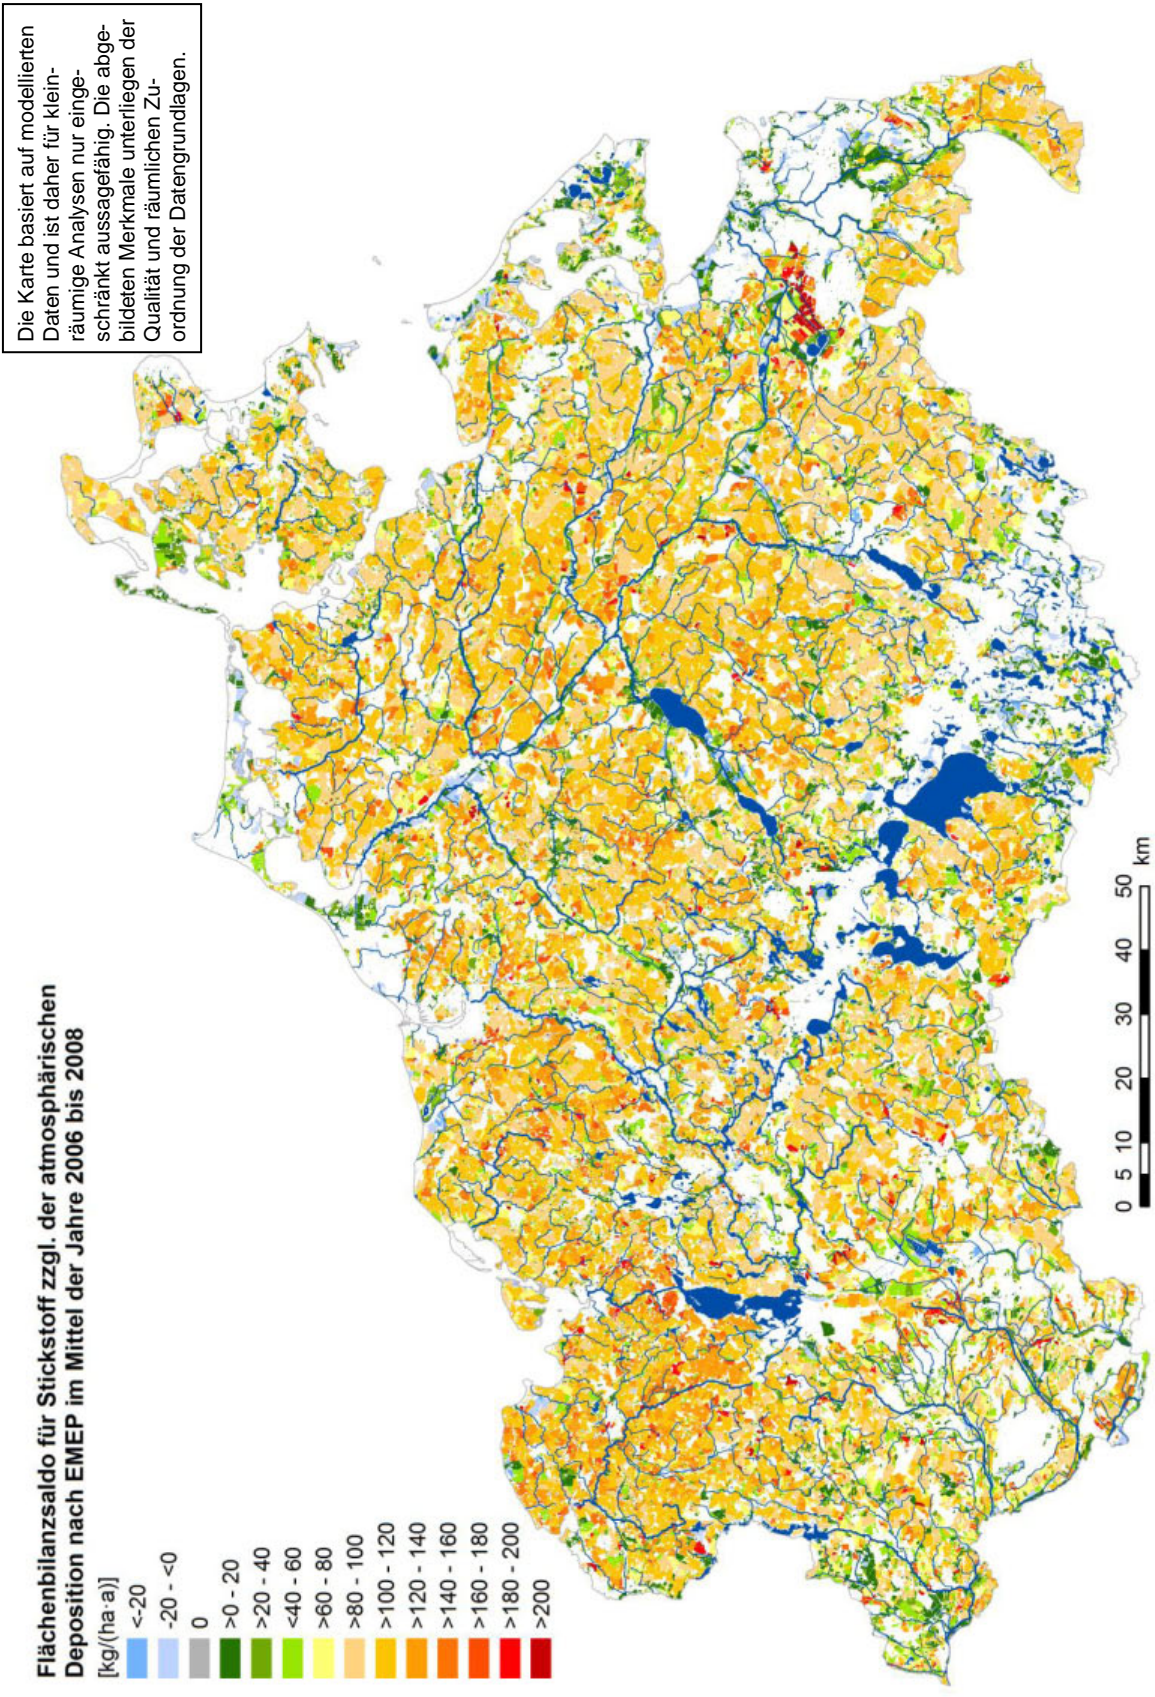 Flächenbilanzsaldo für Stickstoff zzgl. der atmosphärischen
Deposition nach EMEP im Mittel der Jahre 2006 bis 2008
[kg/(ha·a)]
<-20
-20 - <0
0
>0 - 20
>20 - 40
<40 - 60
>60 - 80
>80 - 100
>100 - 120
>120 - 140
>140 - 160
>160 - 180
>180 - 200
>200
Die Karte basiert auf modellierten
Daten und ist daher für klein-
räumige Analysen nur einge-
schränkt aussagefähig. Die abge-
bildeten Merkmale unterliegen der
Qualität und räumlichen Zu-
ordnung der Datengrundlagen.
0 5 10 20 30 40 50
km